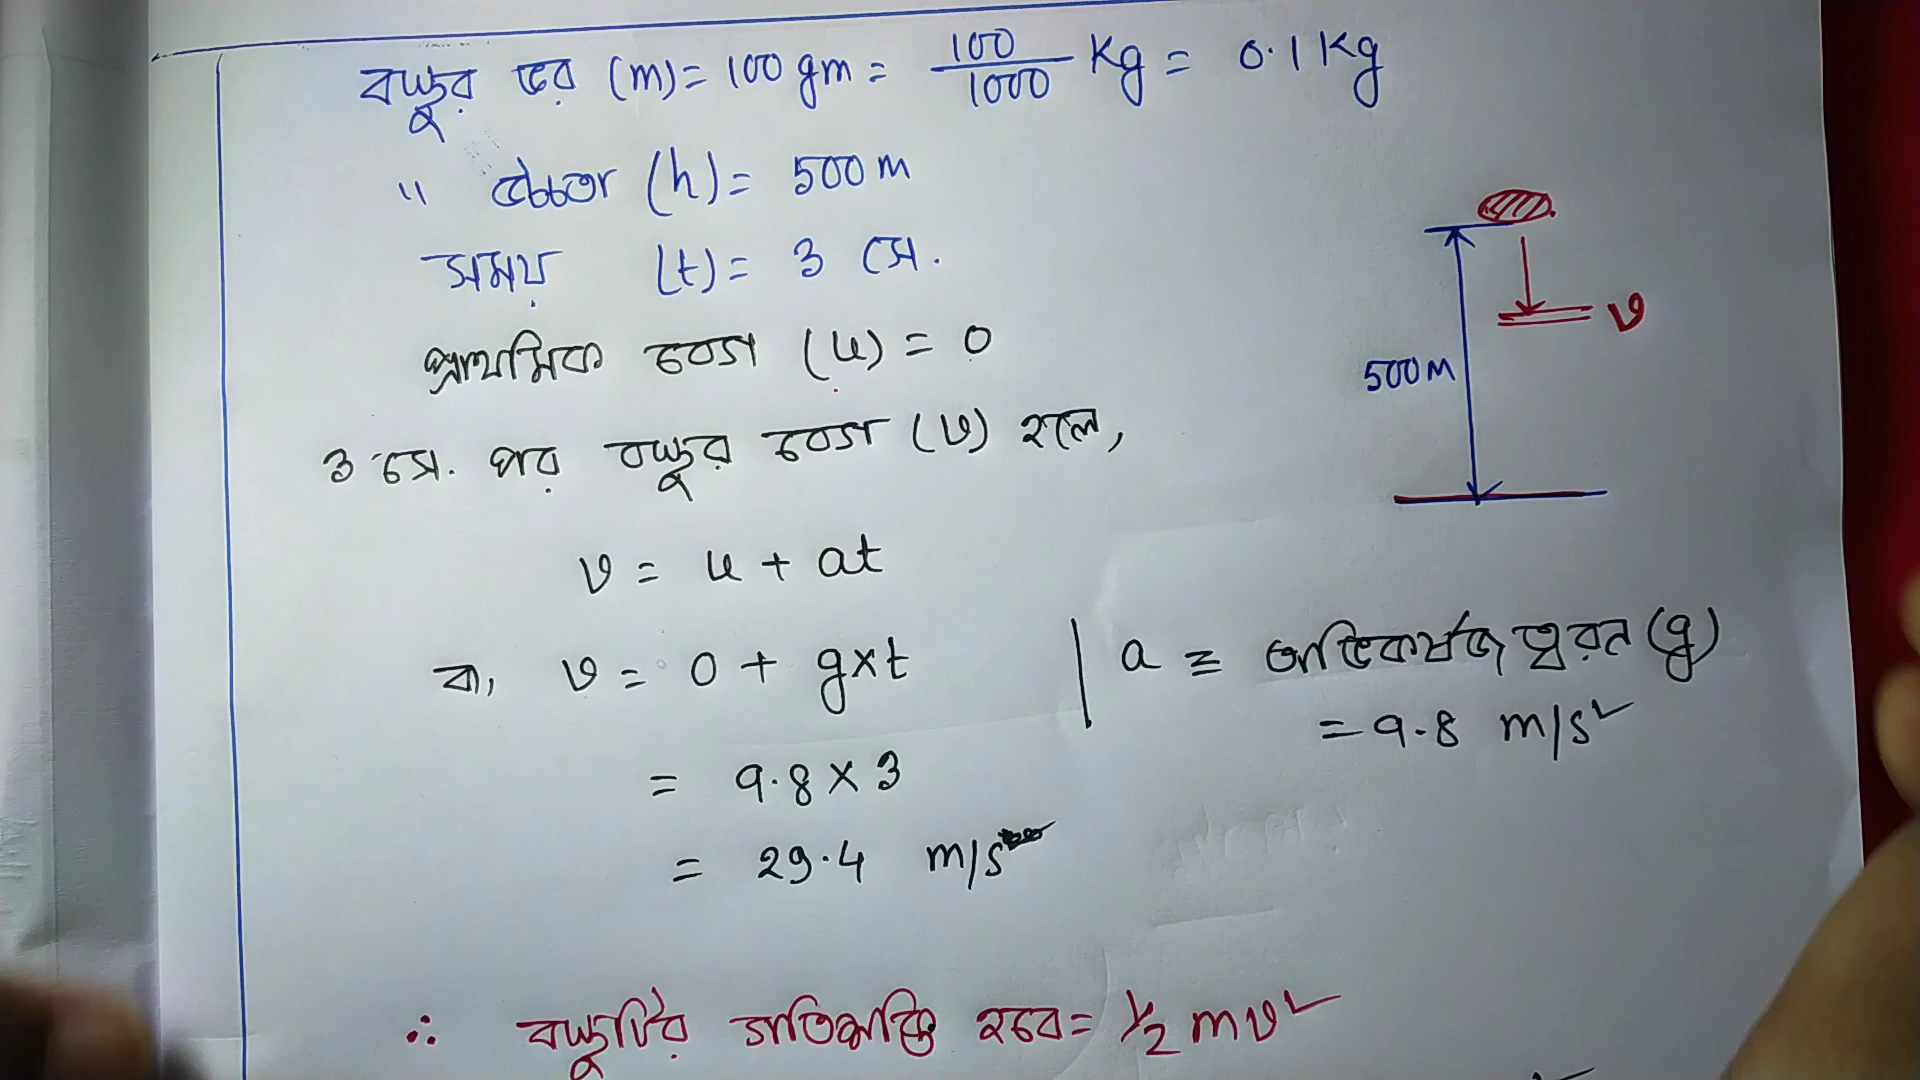 বস্তুর ভর (m) = 100 gm = 100/1000 Kg = 0.1 Kg
" উচ্চতা (h) = 500 m
সময় (t) = 3 সে.
প্রাথমিক বেগ (u) = 0
3 সে. পর বস্তুর বেগ (v) হলে,
v = u + at
বা, v = 0 + g×t
a = অভিকর্ষজ ত্বরন (g)
= 9.8 m/s²
= 9.8 × 3
= 29.4 m/s
∴ বস্তুটির গতিশক্তি হবে = 1/2 mv²
500 m
v